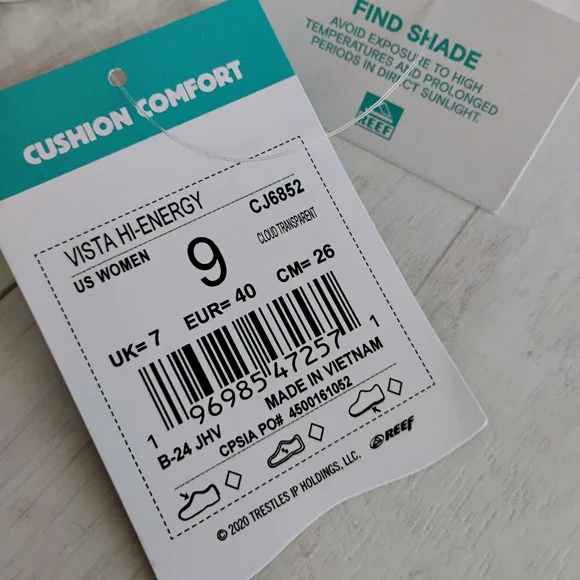 FIND SHADE
AVOID EXPOSURE TO HIGH
TEMPERATURES AND PROLONGED
PERIODS IN DIRECT SUNLIGHT.
REEF
CUSHION COMFORT
VISTA HI-ENERGY CJ6852
US WOMEN 9 CLOUD TRANSPARENT
UK= 7 EUR= 40 CM= 26
1 96985 47257 1
B-24 JHV MADE IN VIETNAM
CPSIA PO# 4500161052
REEF
© 2020 TRESTLES IP HOLDINGS, LLC.